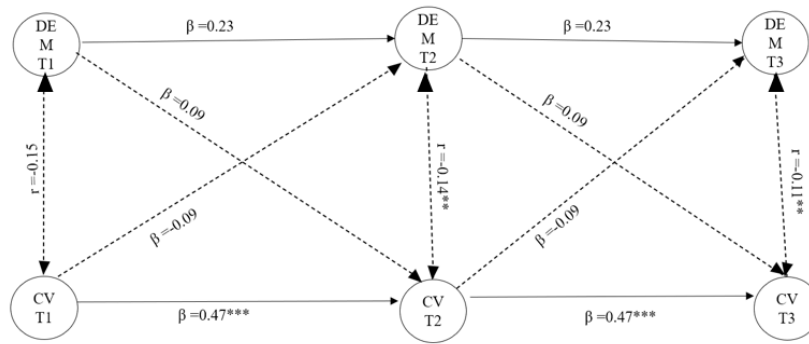 DE
M
T1
β =0.23
DE
M
T2
β =0.23
DE
M
T3
r =-0.15
β =0.09
β =-0.09
r =-0.14**
β =0.09
β =-0.09
r =-0.11**
CV
T1
β =0.47***
CV
T2
β =0.47***
CV
T3